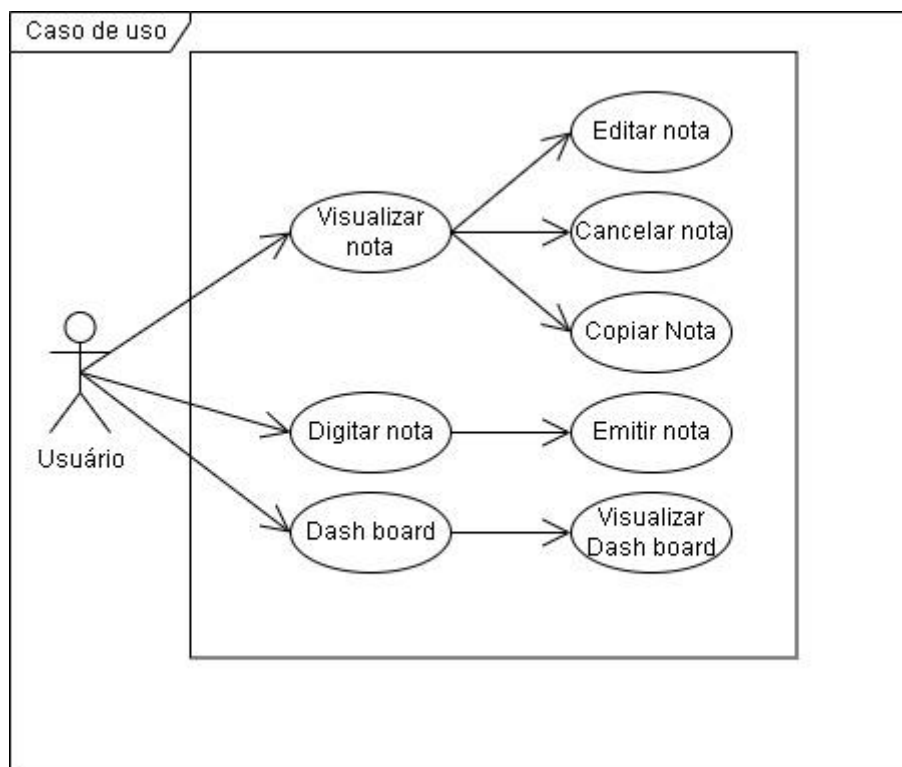 Caso de uso
Editar nota
Visualizar
nota
Cancelar nota
Copiar Nota
Usuário
Digitar nota
Emitir nota
Dash board
Visualizar
Dash board